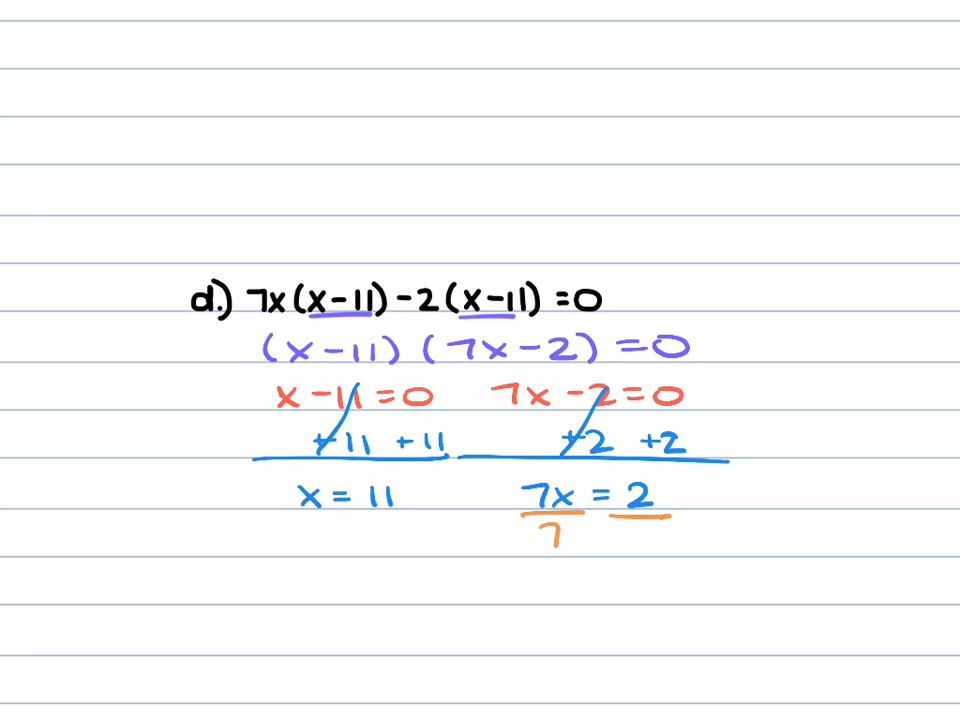 d.) 7x(x-11)-2(x-11)=0
(x-11)(7x-2)=0
x-11=0 7x-2=0
+11 +11 +2 +2
x=11 7x=2
7